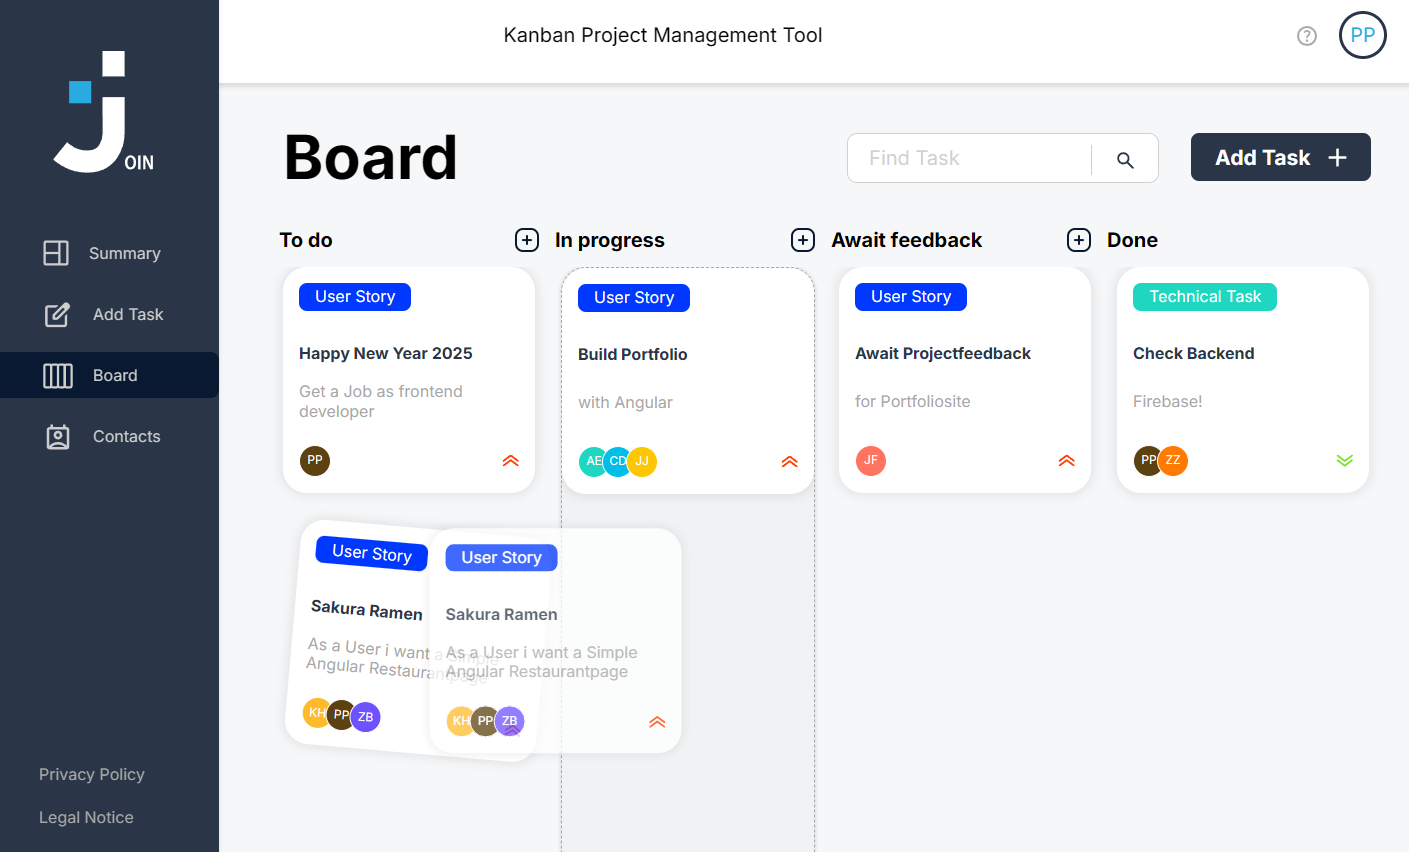 OIN
Summary
Add Task
Board
Contacts
Privacy Policy
Legal Notice
Kanban Project Management Tool
?
PP
Board
Find Task
Add Task
To do
User Story
Happy New Year 2025
Get a Job as frontend
developer
PP
User Story
Sakura Ramen
As a User i want a Simple
Angular Restaurantpage
KH PP ZB
In progress
User Story
Build Portfolio
with Angular
AE CD JJ
User Story
Sakura Ramen
As a User i want a Simple
Angular Restaurantpage
KH PP ZB
Await feedback
User Story
Await Projectfeedback
for Portfoliosite
JF
Done
Technical Task
Check Backend
Firebase!
PP ZZ